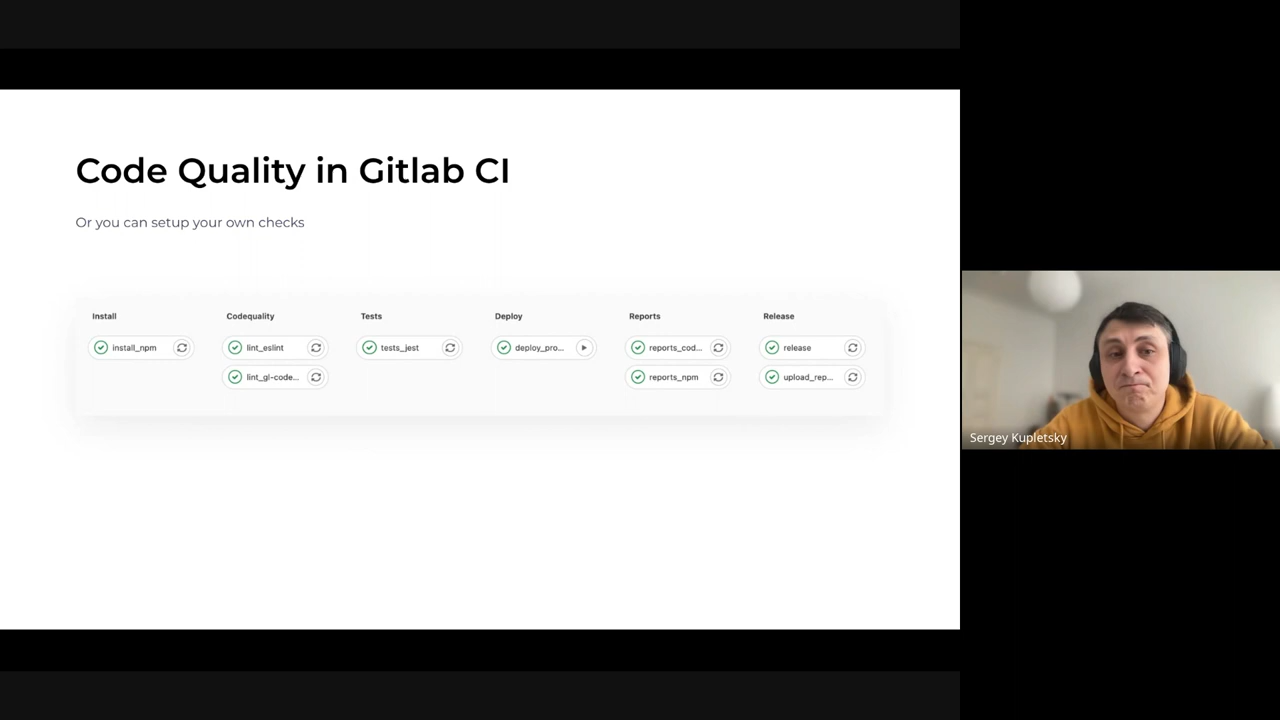 Code Quality in Gitlab CI
Or you can setup your own checks
Install
Codequality
Tests
Deploy
Reports
Release
install_npm
lint_eslint
tests_jest
deploy_pro...
reports_cod...
release
lint_gl-code...
reports_npm
upload_rep...
Sergey Kupletsky